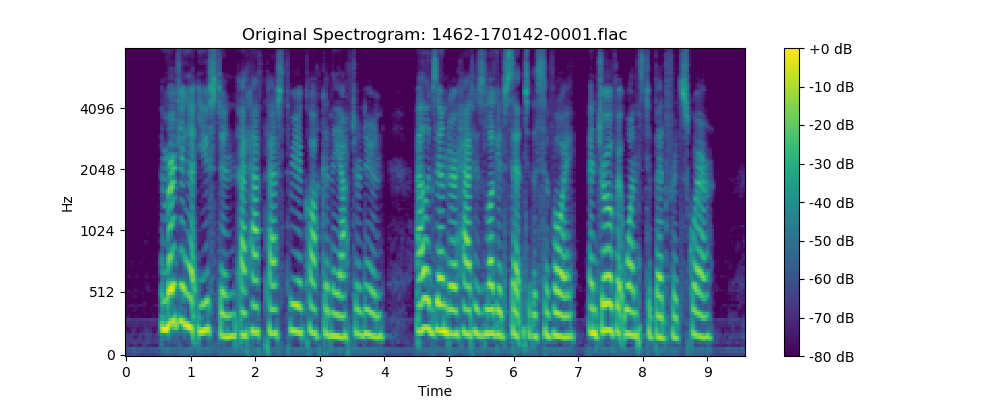 Original Spectrogram: 1462-170142-0001.flac
Hz
4096
2048
1024
512
0
0 1 2 3 4 5 6 7 8 9
Time
+0 dB
-10 dB
-20 dB
-30 dB
-40 dB
-50 dB
-60 dB
-70 dB
-80 dB